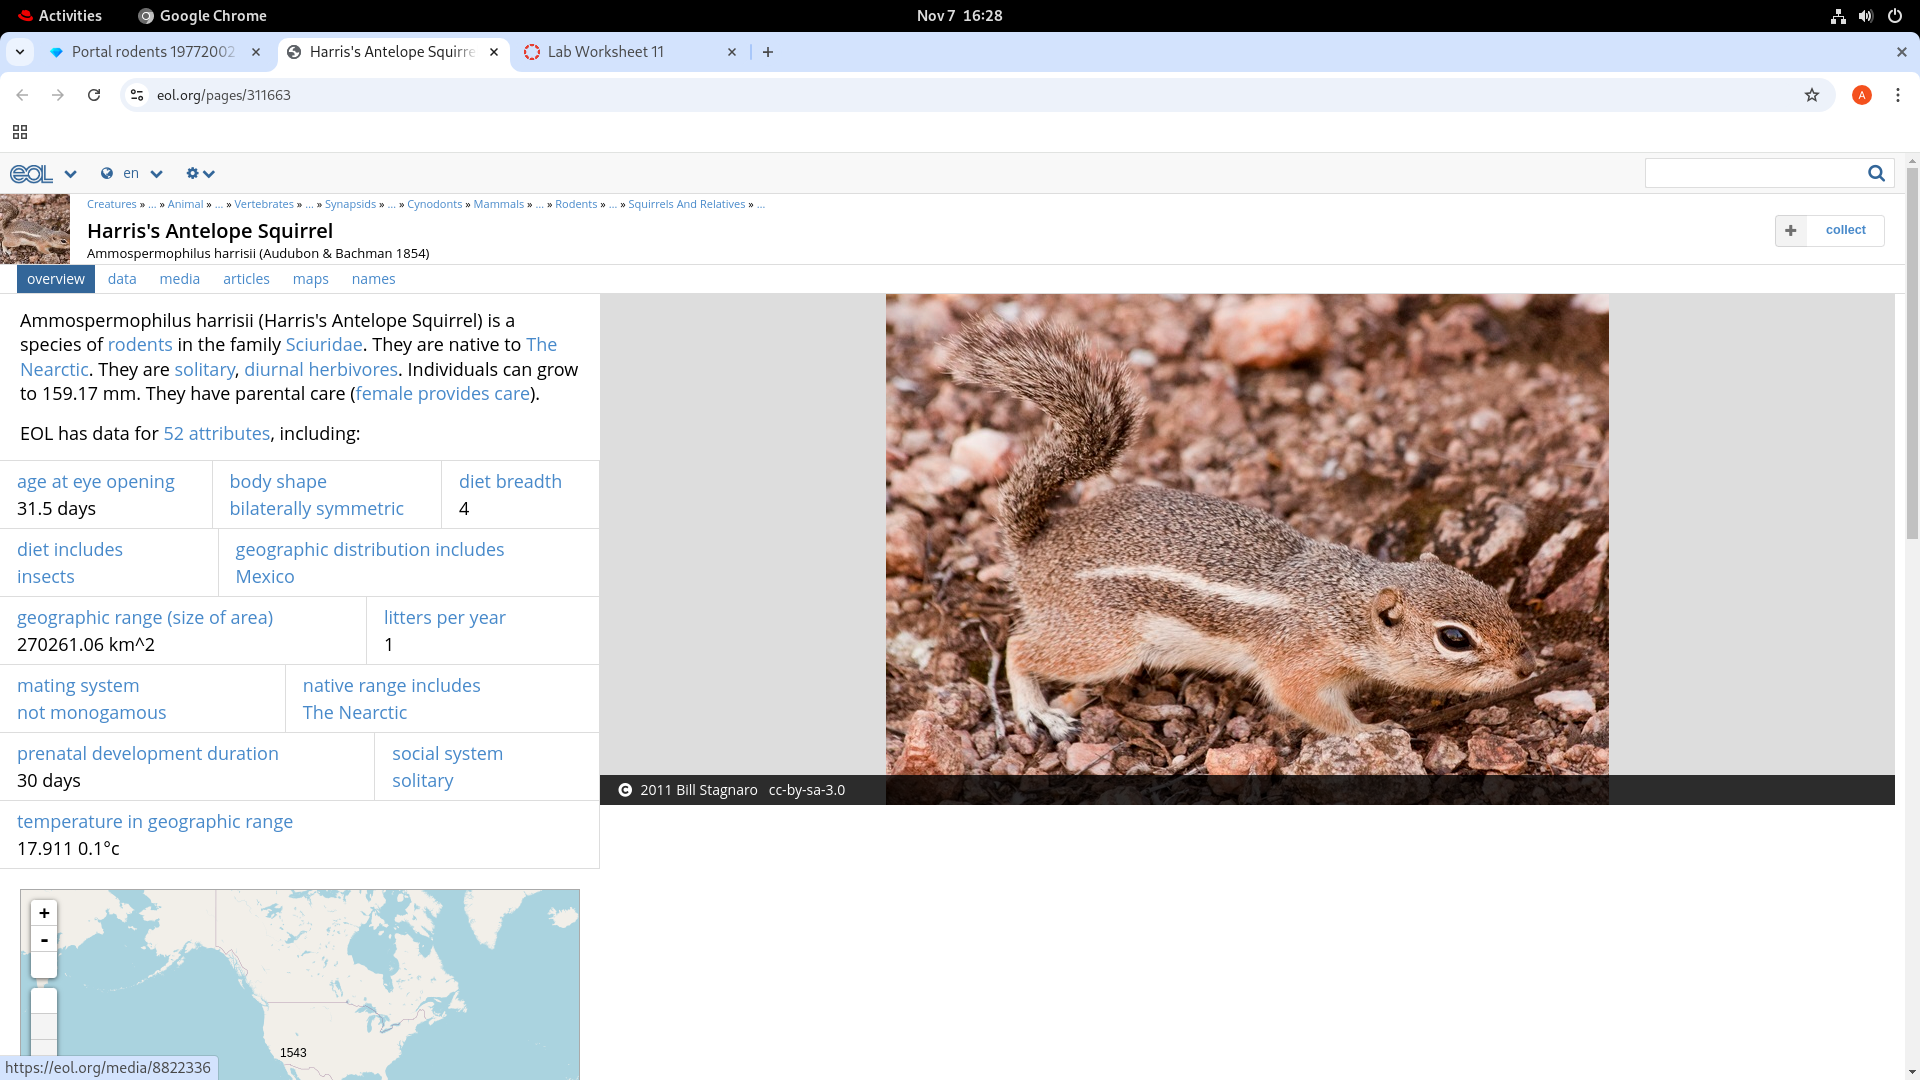 Activities
Google Chrome
Nov 7 16:28
Portal rodents 19772002
Harris's Antelope Squirre
Lab Worksheet 11
eol.org/pages/311663
A
EOL
en
Creatures » ... » Animal » ... » Vertebrates » ... » Synapsids » ... » Cynodonts » Mammals » ... » Rodents » ... » Squirrels And Relatives » ...
Harris's Antelope Squirrel
Ammospermophilus harrisii (Audubon & Bachman 1854)
+ collect
overview data media articles maps names
Ammospermophilus harrisii (Harris's Antelope Squirrel) is a
species of rodents in the family Sciuridae. They are native to The
Nearctic. They are solitary, diurnal herbivores. Individuals can grow
to 159.17 mm. They have parental care (female provides care).
EOL has data for 52 attributes, including:
age at eye opening
31.5 days
body shape
bilaterally symmetric
diet breadth
4
diet includes
insects
geographic distribution includes
Mexico
geographic range (size of area)
270261.06 km^2
litters per year
1
mating system
not monogamous
native range includes
The Nearctic
prenatal development duration
30 days
social system
solitary
temperature in geographic range
17.911 0.1°c
2011 Bill Stagnaro cc-by-sa-3.0
+
-
1543
https://eol.org/media/8822336